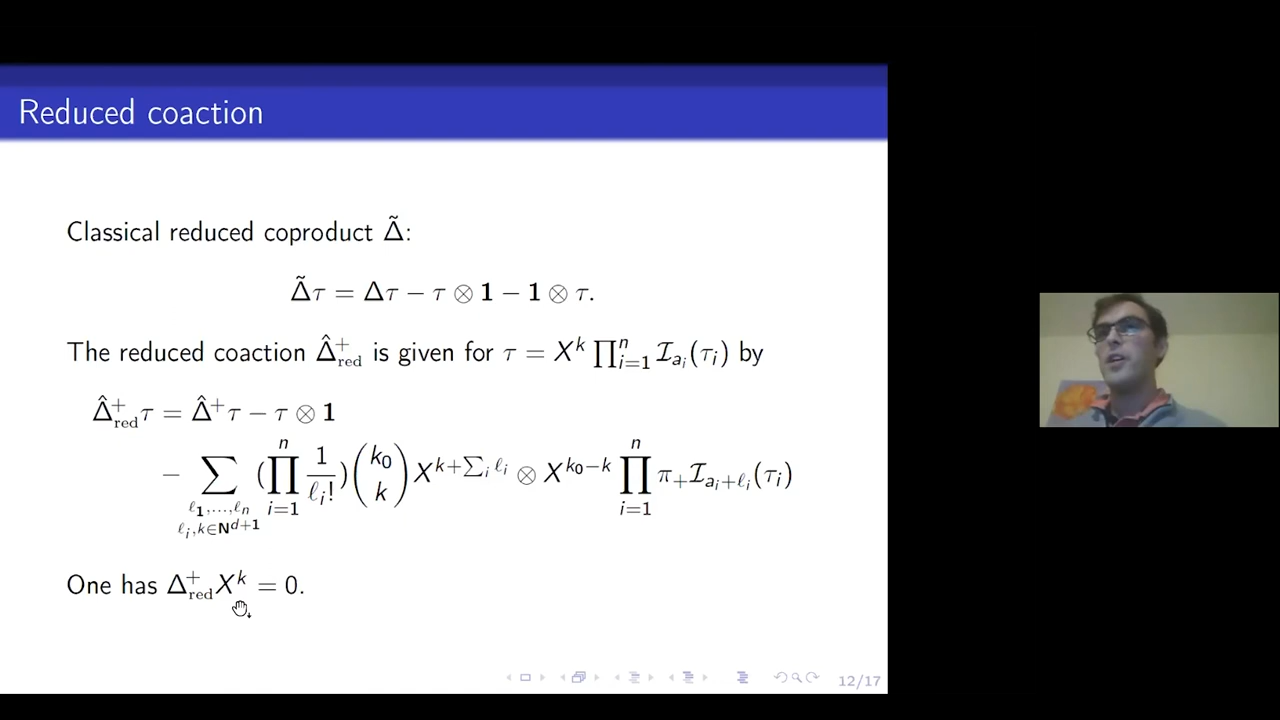 Reduced coaction
Classical reduced coproduct Δ̃:
Δ̃τ = Δτ − τ ⊗ 1 − 1 ⊗ τ.
The reduced coaction Δ̂⁺_red is given for τ = X^k ∏_{i=1}^n 𝓘_{a_i}(τ_i) by
Δ̂⁺_red τ = Δ̂⁺τ − τ ⊗ 1
− ∑_{ℓ_1,...,ℓ_n ℓ_i,k∈N^{d+1}} (∏_{i=1}^n 1/ℓ_i!) (k_0 k) X^{k+∑_i ℓ_i} ⊗ X^{k_0−k} ∏_{i=1}^n π_+ 𝓘_{a_i+ℓ_i}(τ_i)
One has Δ⁺_red X^k = 0.
12/17